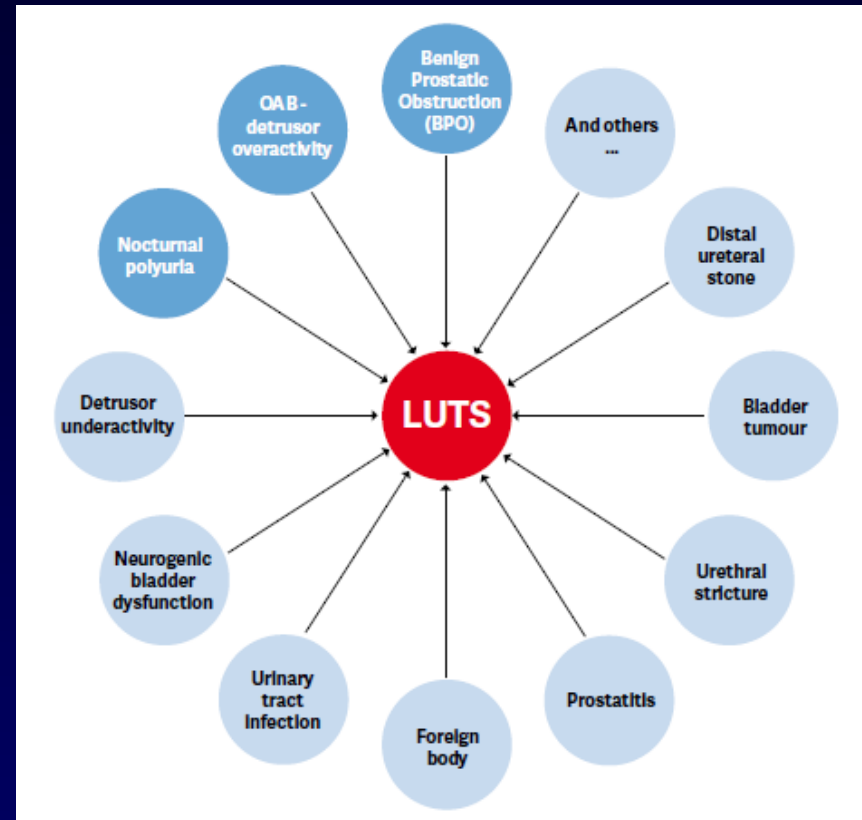 Benign
Prostatic
Obstruction
(BPO)
And others
...
Distal
ureteral
stone
Bladder
tumour
Urethral
stricture
Prostatitis
Foreign
body
Urinary
tract
infection
Neurogenic
bladder
dysfunction
Detrusor
underactivity
Nocturnal
polyuria
OAB -
detrusor
overactivity
LUTS